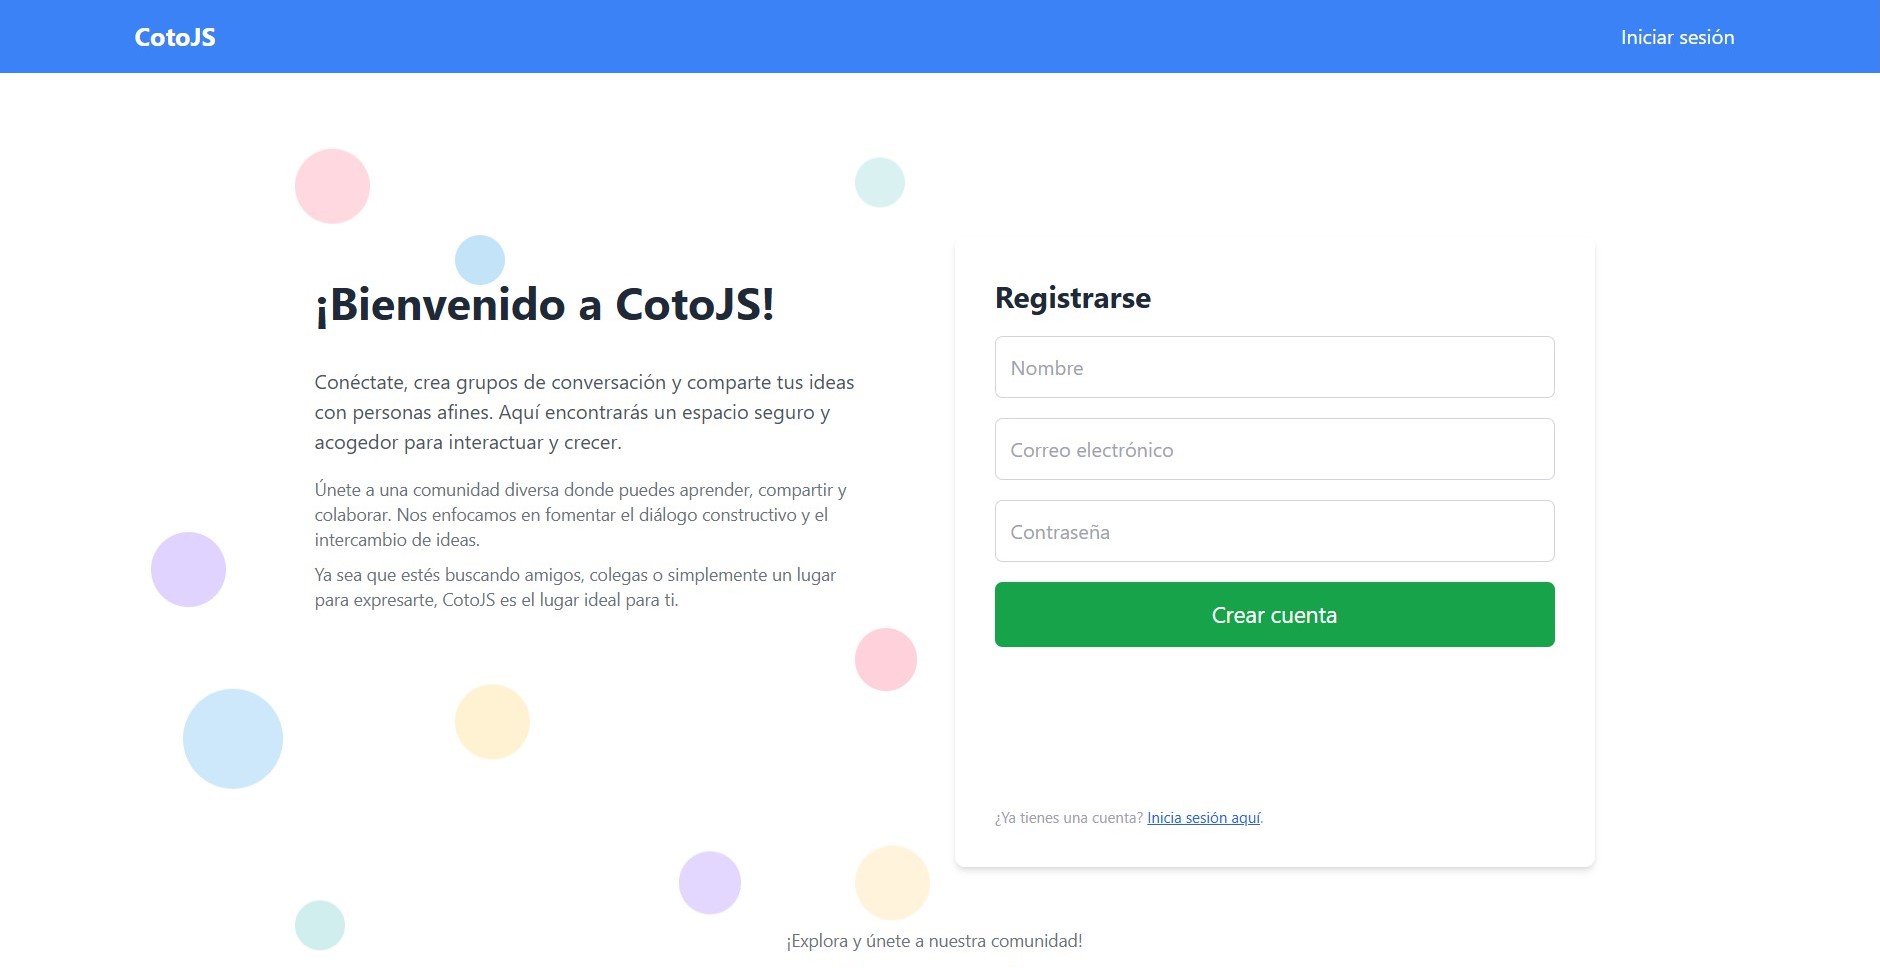 CotoJS
Iniciar sesión
¡Bienvenido a CotoJS!
Conéctate, crea grupos de conversación y comparte tus ideas
con personas afines. Aquí encontrarás un espacio seguro y
acogedor para interactuar y crecer.
Únete a una comunidad diversa donde puedes aprender, compartir y
colaborar. Nos enfocamos en fomentar el diálogo constructivo y el
intercambio de ideas.
Ya sea que estés buscando amigos, colegas o simplemente un lugar
para expresarte, CotoJS es el lugar ideal para ti.
Registrarse
Nombre
Correo electrónico
Contraseña
Crear cuenta
¿Ya tienes una cuenta? Inicia sesión aquí.
¡Explora y únete a nuestra comunidad!